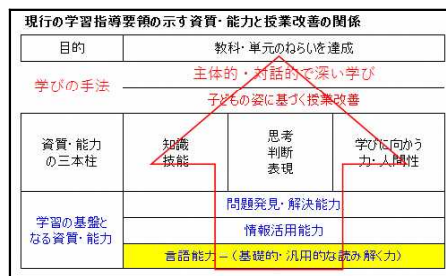 現行の学習指導要領の示す資質・能力と授業改善の関係
目的
教科・単元のねらいを達成
学びの手法
主体的・対話的で深い学び
子どもの姿に基づく授業改善
資質・能力
の三本柱
知識
技能
思考
判断
表現
学びに向かう
力・人間性
学習の基盤と
なる資質・能力
問題発見・解決能力
情報活用能力
言語能力－(基礎的・汎用的な読み解く力)